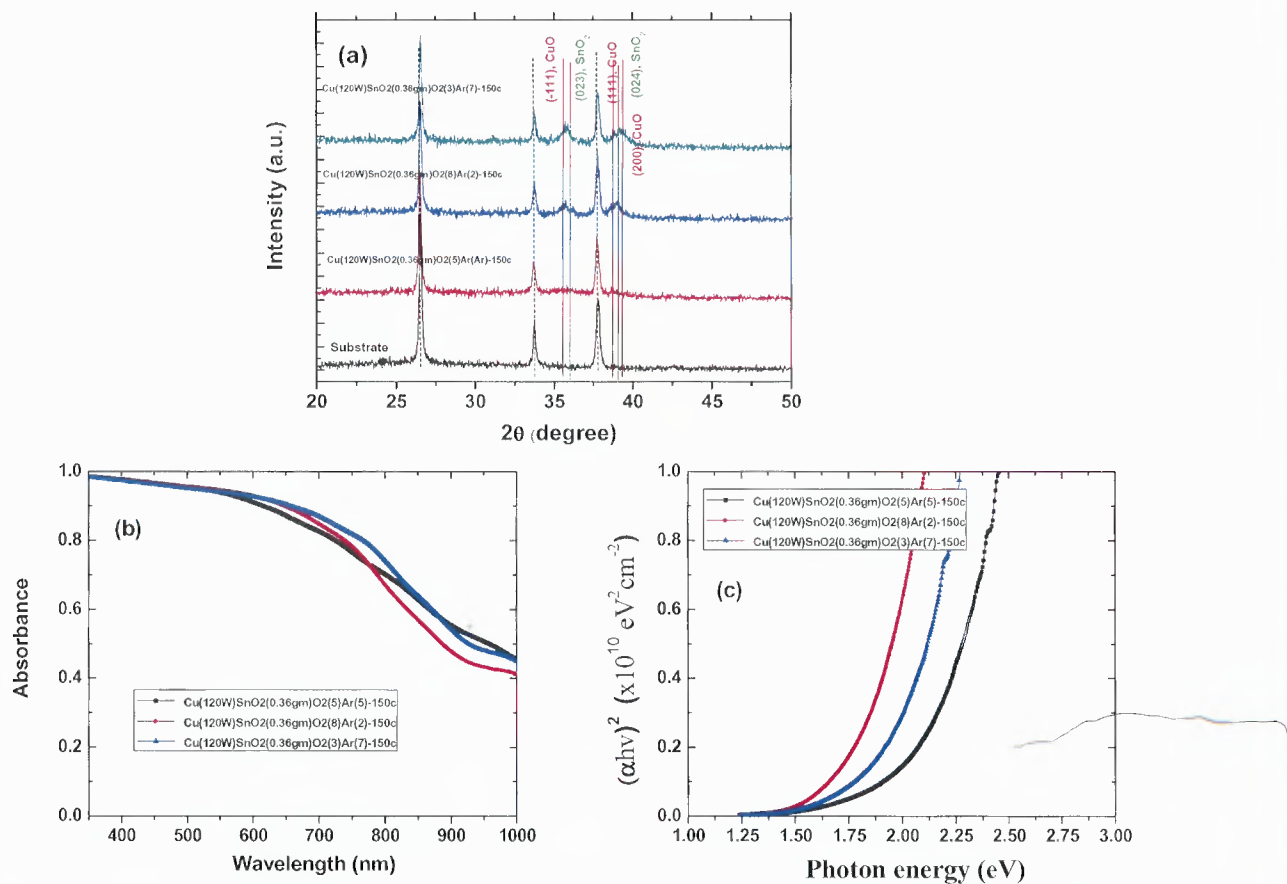 (a)
(-111), CuO
(023), SnO2
(111), CuO
(024), SnO2
(200), CuO
Cu(120W)SnO2(0.36gm)O2(3)Ar(7)-150c
Cu(120W)SnO2(0.36gm)O2(8)Ar(2)-150c
Cu(120W)SnO2(0.36gm)O2(5)Ar(Ar)-150c
Substrate
Intensity (a.u.)
20 25 30 35 40 45 50
2θ (degree)
(b)
Absorbance
1.0
0.8
0.6
0.4
0.2
0.0
Cu(120W)SnO2(0.36gm)O2(5)Ar(5)-150c
Cu(120W)SnO2(0.36gm)O2(8)Ar(2)-150c
Cu(120W)SnO2(0.36gm)O2(3)Ar(7)-150c
400 500 600 700 800 900 1000
Wavelength (nm)
(c)
(αhν)² (x10¹⁰ eV²cm⁻²)
1.0
0.8
0.6
0.4
0.2
0.0
Cu(120W)SnO2(0.36gm)O2(5)Ar(5)-150c
Cu(120W)SnO2(0.36gm)O2(8)Ar(2)-150c
Cu(120W)SnO2(0.36gm)O2(3)Ar(7)-150c
1.00 1.25 1.50 1.75 2.00 2.25 2.50 2.75 3.00
Photon energy (eV)